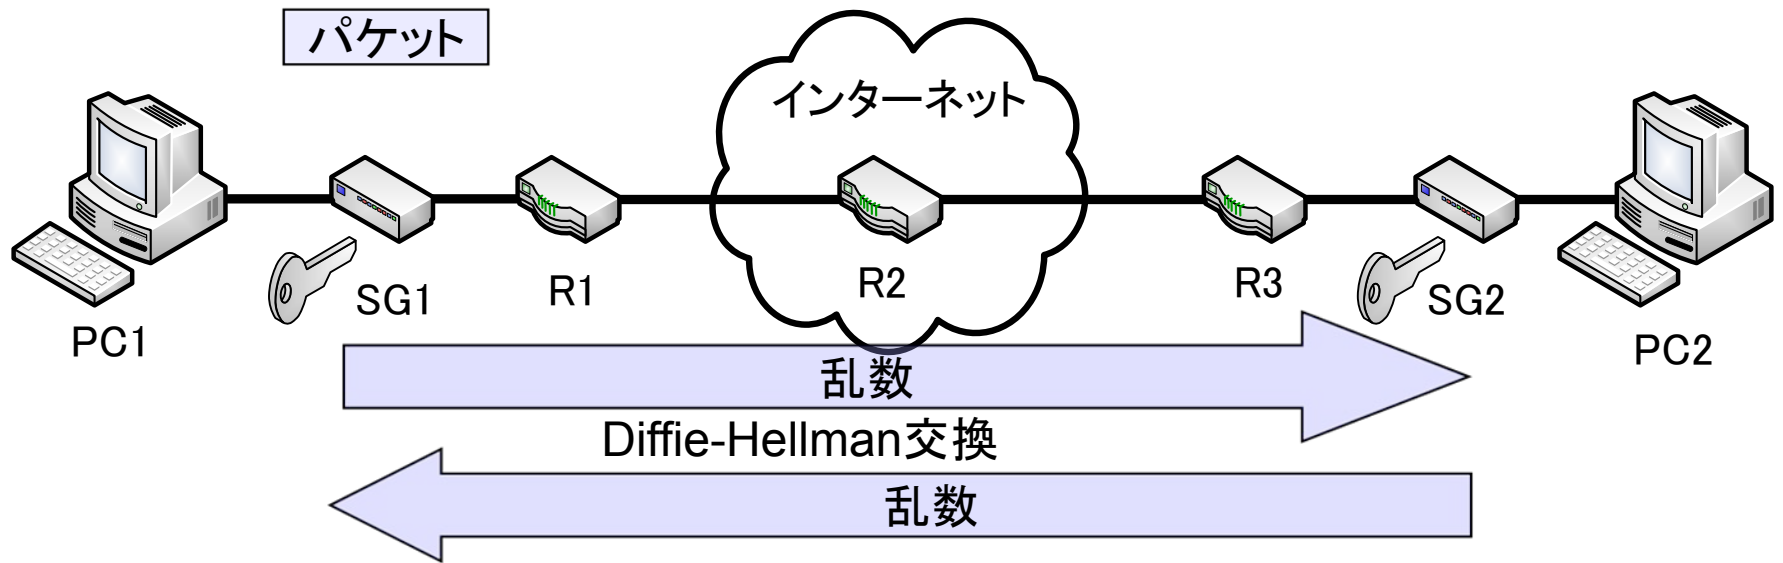 パケット
インターネット
PC1
SG1
R1
R2
R3
SG2
PC2
乱数
Diffie-Hellman交換
乱数